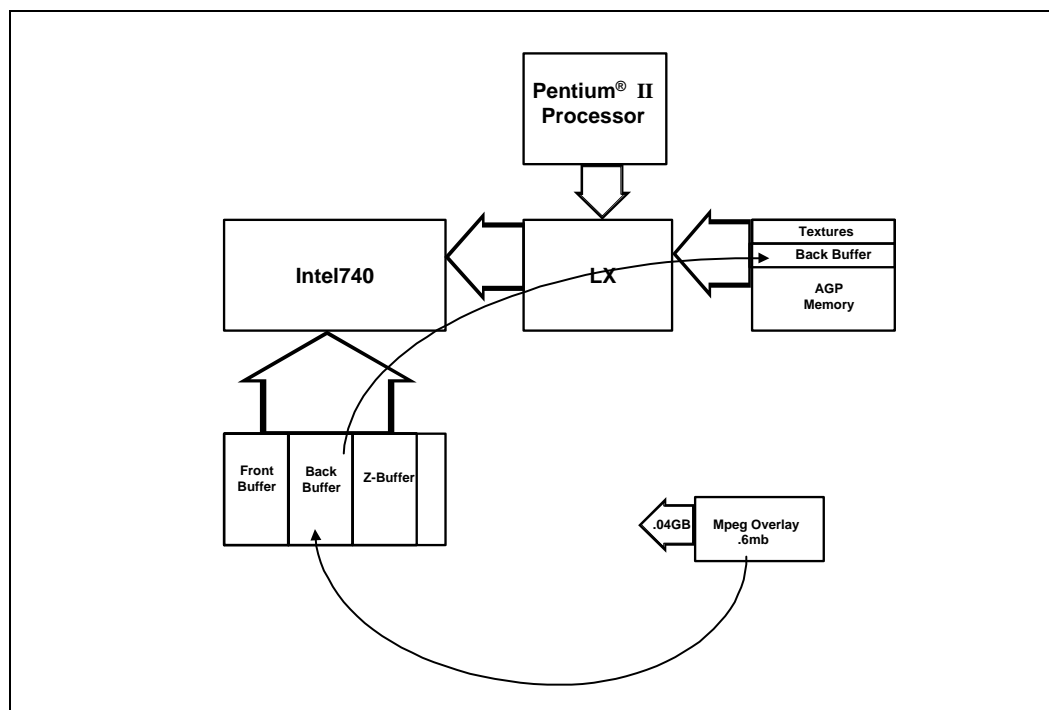 Pentium® II
Processor
Intel740
LX
Textures
Back Buffer
AGP
Memory
Front
Buffer
Back
Buffer
Z-Buffer
.04GB
Mpeg Overlay
.6mb